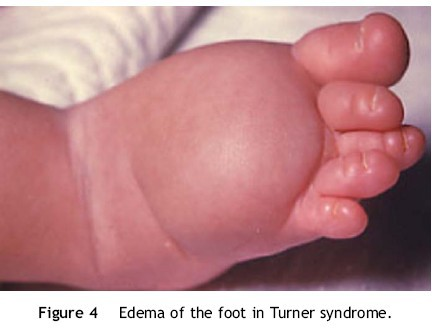 Figure 4 Edema of the foot in Turner syndrome.